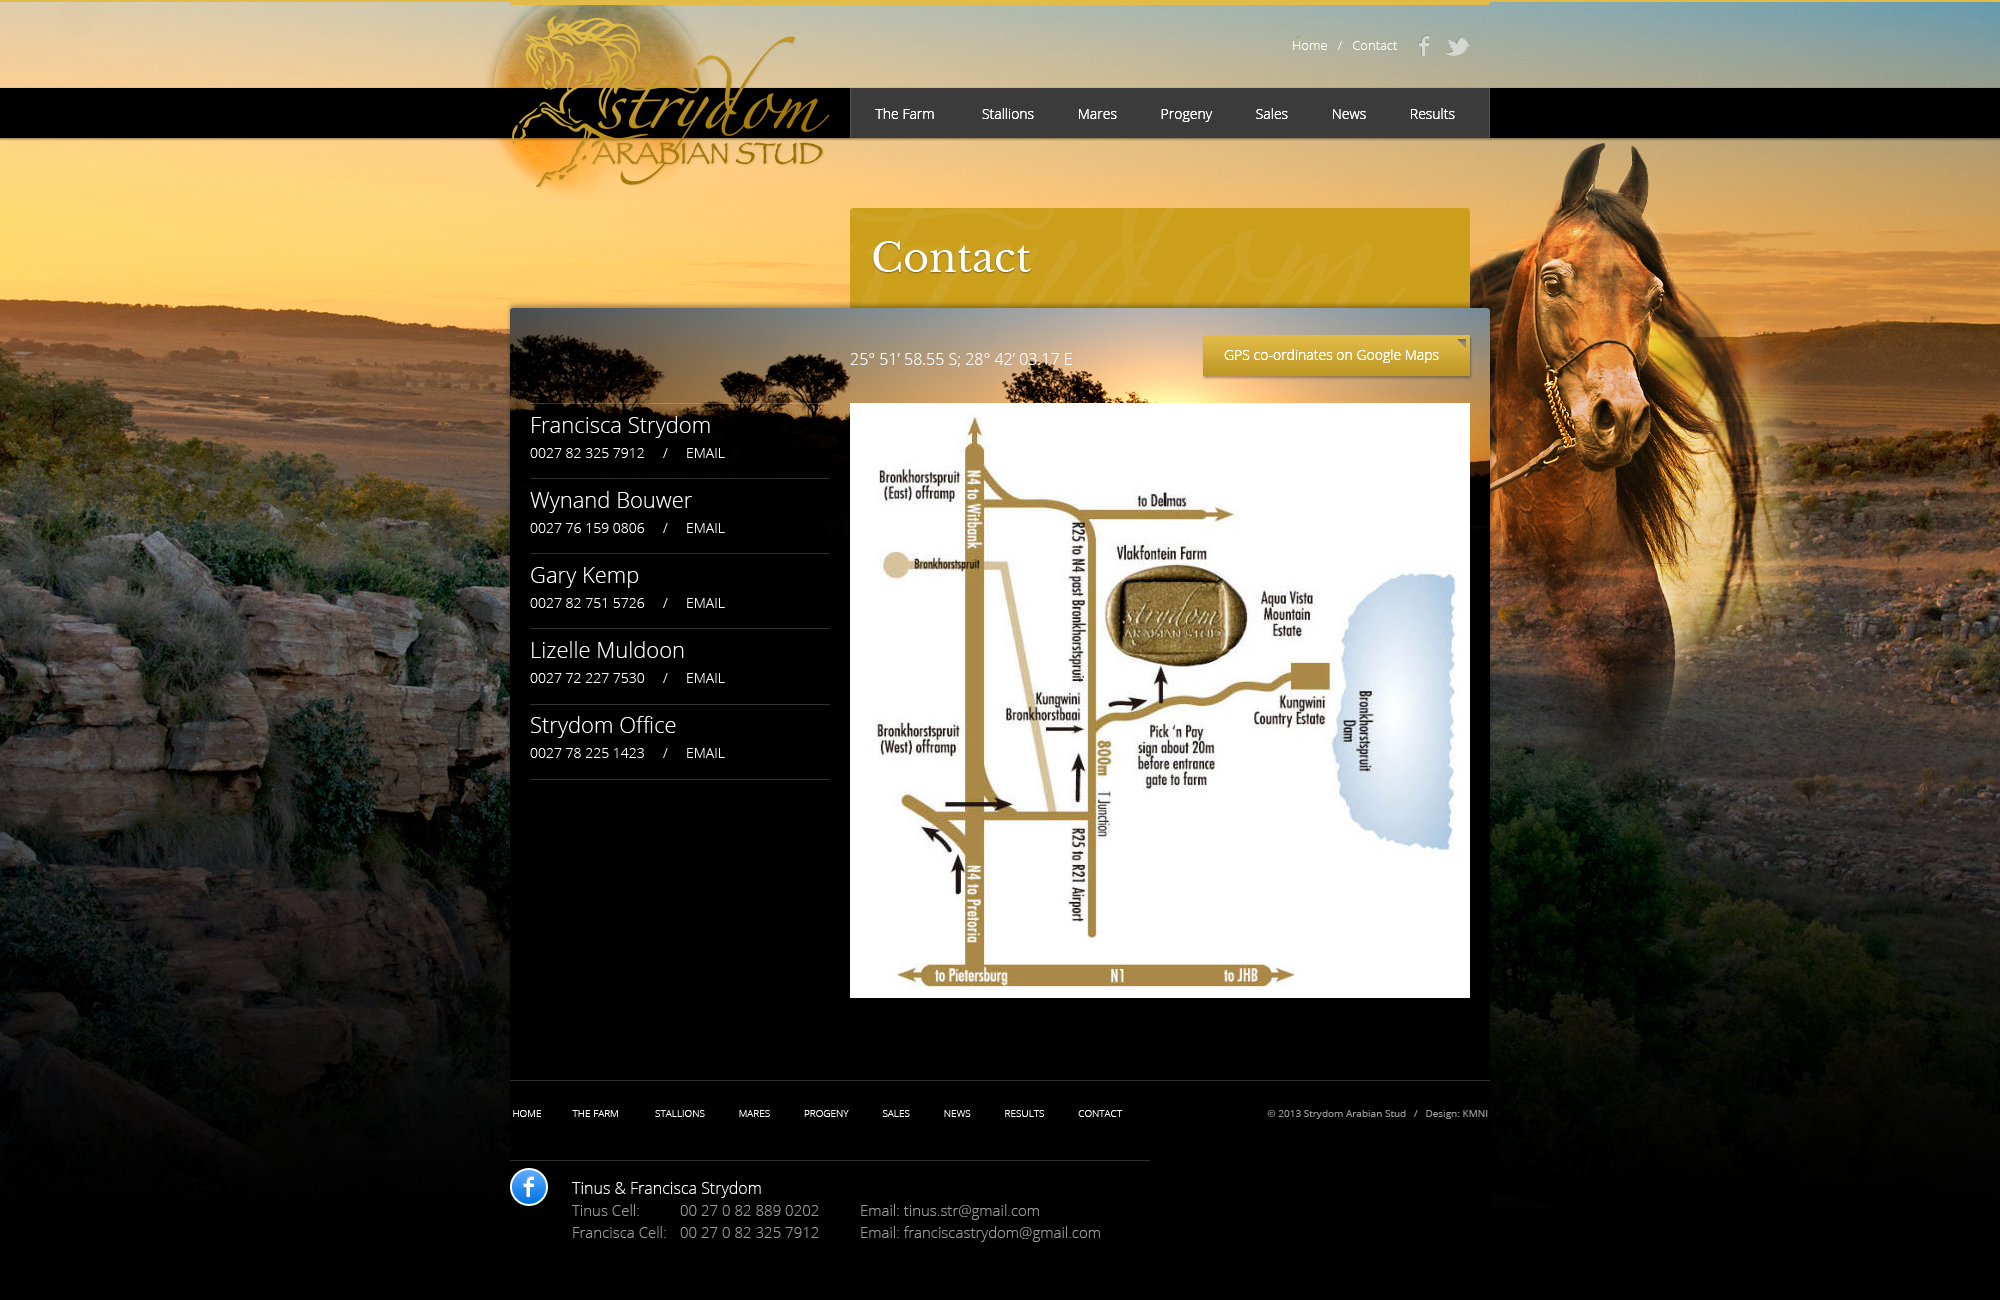 strydom
ARABIAN STUD
Home / Contact
The Farm Stallions Mares Progeny Sales News Results
Contact
25° 51’ 58.55 S; 28° 42’ 03.17 E
GPS co-ordinates on Google Maps
Francisca Strydom
0027 82 325 7912 / EMAIL
Wynand Bouwer
0027 76 159 0806 / EMAIL
Gary Kemp
0027 82 751 5726 / EMAIL
Lizelle Muldoon
0027 72 227 7530 / EMAIL
Strydom Office
0027 78 225 1423 / EMAIL
Bronkhorstspruit
(East) offramp
N4 to Witbank
to Delmas
R25 to N4 past Bronkhorstspruit
Bronkhorstspruit
Vlakfontein Farm
strydom
ARABIAN STUD
Aqua Vista
Mountain
Estate
Kungwini
Bronkhorstbaai
Kungwini
Country Estate
Bronkhorstspruit
Dam
Bronkhorstspruit
(West) offramp
Pick ‘n Pay
sign about 20m
before entrance
gate to farm
800m
T Junction
R25 to R21 Airport
N4 to Pretoria
to Pietersburg N1 to JHB
HOME THE FARM STALLIONS MARES PROGENY SALES NEWS RESULTS CONTACT
© 2013 Strydom Arabian Stud / Design: KMNI
Tinus & Francisca Strydom
Tinus Cell: 00 27 0 82 889 0202 Email: tinus.str@gmail.com
Francisca Cell: 00 27 0 82 325 7912 Email: franciscastrydom@gmail.com